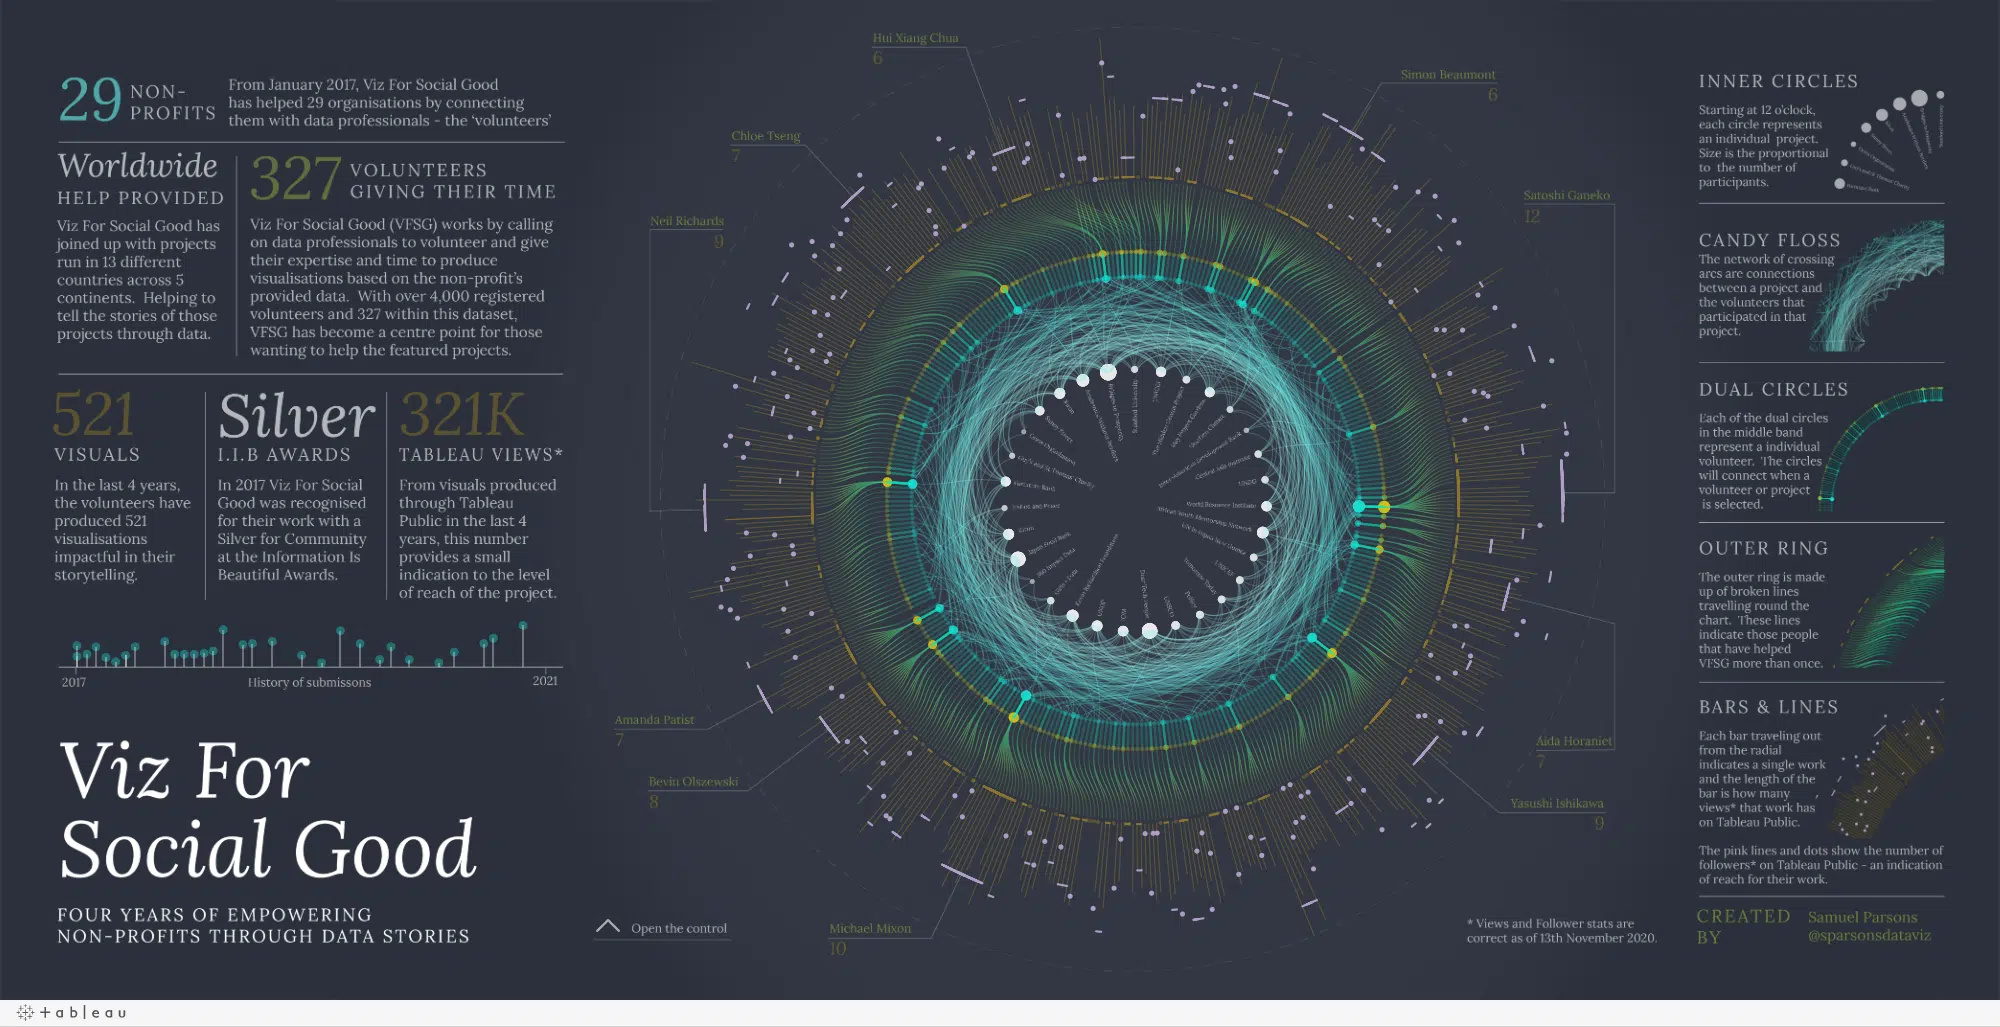 29
NON-
PROFITS
From January 2017, Viz For Social Good
has helped 29 organisations by connecting
them with data professionals - the ‘volunteers’
Worldwide
HELP PROVIDED
Viz For Social Good has
joined up with projects
run in 13 different
countries across 5
continents. Helping to
tell the stories of those
projects through data.
327
VOLUNTEERS
GIVING THEIR TIME
Viz For Social Good (VFSG) works by calling
on data professionals to volunteer and give
their expertise and time to produce
visualisations based on the non-profit's
provided data. With over 4,000 registered
volunteers and 327 within this dataset,
VFSG has become a centre point for those
wanting to help the featured projects.
521
VISUALS
In the last 4 years,
the volunteers have
produced 521
visualisations
impactful in their
storytelling.
Silver
I.I.B AWARDS
In 2017 Viz For Social
Good was recognised
for their work with a
Silver for Community
at the Information Is
Beautiful Awards.
321K
TABLEAU VIEWS*
From visuals produced
through Tableau
Public in the last 4
years, this number
provides a small
indication to the level
of reach of the project.
2017
History of submissons
2021
Viz For
Social Good
FOUR YEARS OF EMPOWERING
NON-PROFITS THROUGH DATA STORIES
Hui Xiang Chua
6
Simon Beaumont
6
Chloe Tseng
7
Satoshi Ganeko
12
Neil Richards
9
Amanda Patist
7
Aida Horaniet
7
Bevin Olszewski
8
Yasushi Ishikawa
9
Michael Mixon
10
World Resource Institute
Open the control
* Views and Follower stats are
correct as of 13th November 2020.
INNER CIRCLES
Starting at 12 o'clock,
each circle represents
an individual project.
Size is the proportional
to the number of
participants.
CANDY FLOSS
The network of crossing
arcs are connections
between a project and
the volunteers that
participated in that
project.
DUAL CIRCLES
Each of the dual circles
in the middle band
represent a individual
volunteer. The circles
will connect when a
volunteer or project
is selected.
OUTER RING
The outer ring is made
up of broken lines
travelling round the
chart. These lines
indicate those people
that have helped
VFSG more than once.
BARS & LINES
Each bar traveling out
from the radial
indicates a single work
and the length of the
bar is how many
views* that work has
on Tableau Public.
The pink lines and dots show the number of
followers* on Tableau Public - an indication
of reach for their work.
CREATED
BY
Samuel Parsons
@sparsonsdataviz
+ableau